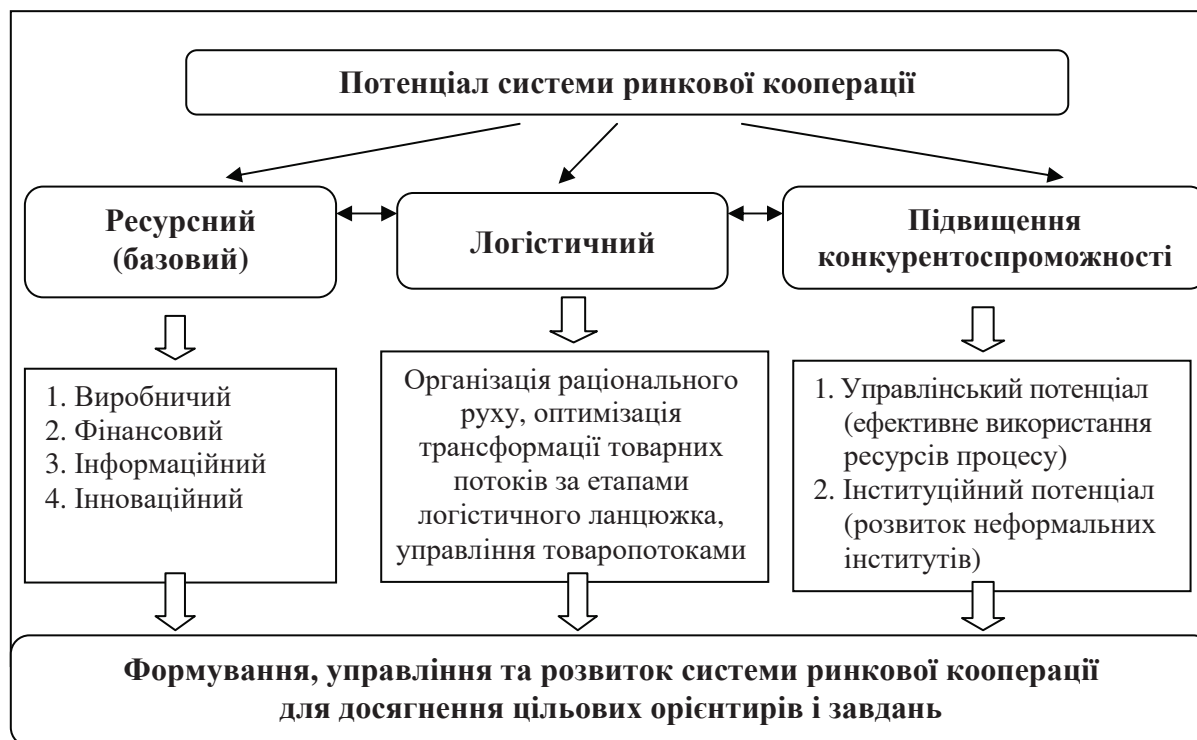 Потенціал системи ринкової кооперації
Ресурсний
(базовий)
Логістичний
Підвищення
конкурентоспроможності
1. Виробничий
2. Фінансовий
3. Інформаційний
4. Інноваційний
Організація раціонального
руху, оптимізація
трансформації товарних
потоків за етапами
логістичного ланцюжка,
управління товаропотоками
1. Управлінський потенціал
(ефективне використання
ресурсів процесу)
2. Інституційний потенціал
(розвиток неформальних
інститутів)
Формування, управління та розвиток системи ринкової кооперації
для досягнення цільових орієнтирів і завдань